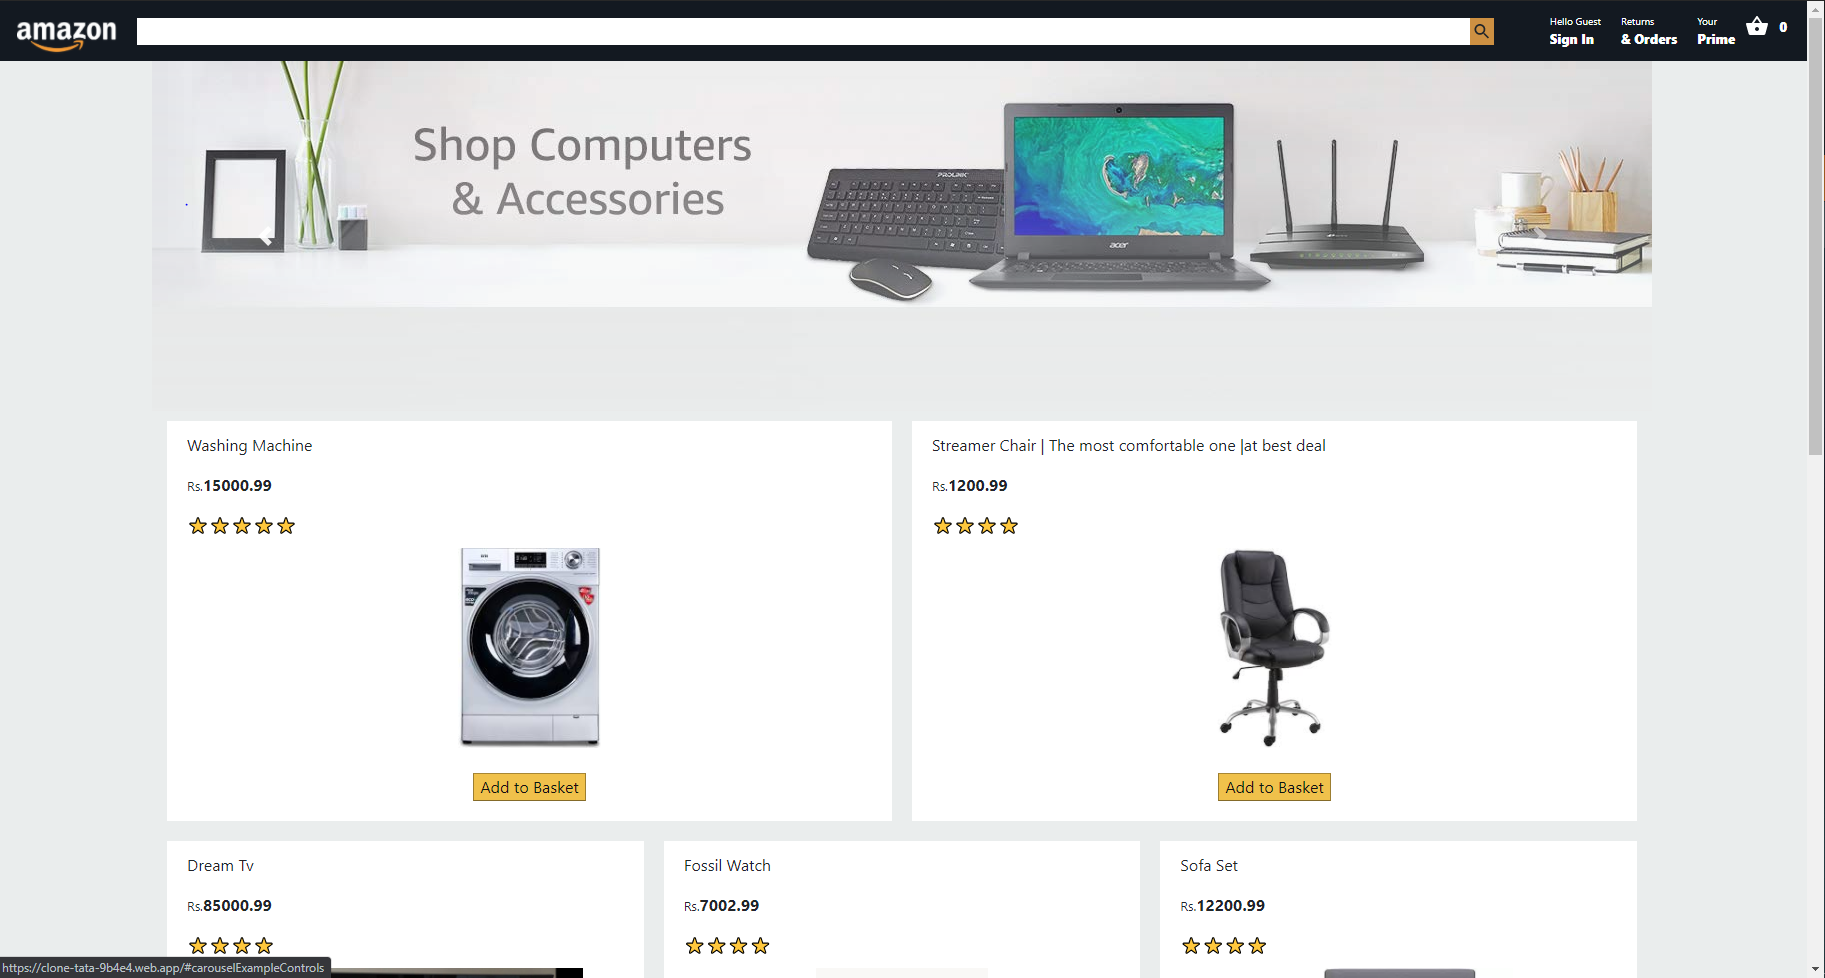 amazon
Hello Guest
Sign In
Returns
& Orders
Your
Prime
0
Shop Computers
& Accessories
PROLINK
acer
Washing Machine
Rs.15000.99
Add to Basket
Streamer Chair | The most comfortable one |at best deal
Rs.1200.99
Add to Basket
Dream Tv
Rs.85000.99
Fossil Watch
Rs.7002.99
Sofa Set
Rs.12200.99
https://clone-tata-9b4e4.web.app/#carouselExampleControls